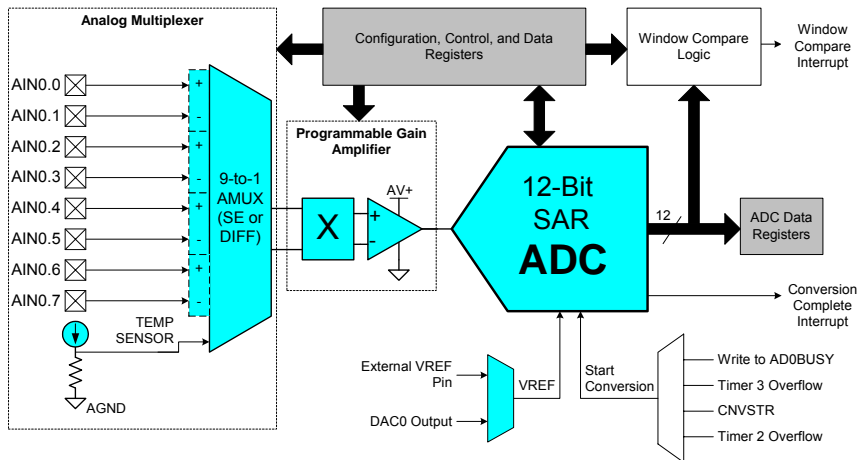 Analog Multiplexer
AIN0.0
AIN0.1
AIN0.2
AIN0.3
AIN0.4
AIN0.5
AIN0.6
AIN0.7
+
-
+
-
+
-
+
-
9-to-1
AMUX
(SE or
DIFF)
TEMP
SENSOR
AGND
Configuration, Control, and Data
Registers
Programmable Gain
Amplifier
X
+
-
AV+
12-Bit
SAR
ADC
12
Window Compare
Logic
Window
Compare
Interrupt
ADC Data
Registers
Conversion
Complete
Interrupt
External VREF
Pin
DAC0 Output
VREF
Start
Conversion
Write to AD0BUSY
Timer 3 Overflow
CNVSTR
Timer 2 Overflow